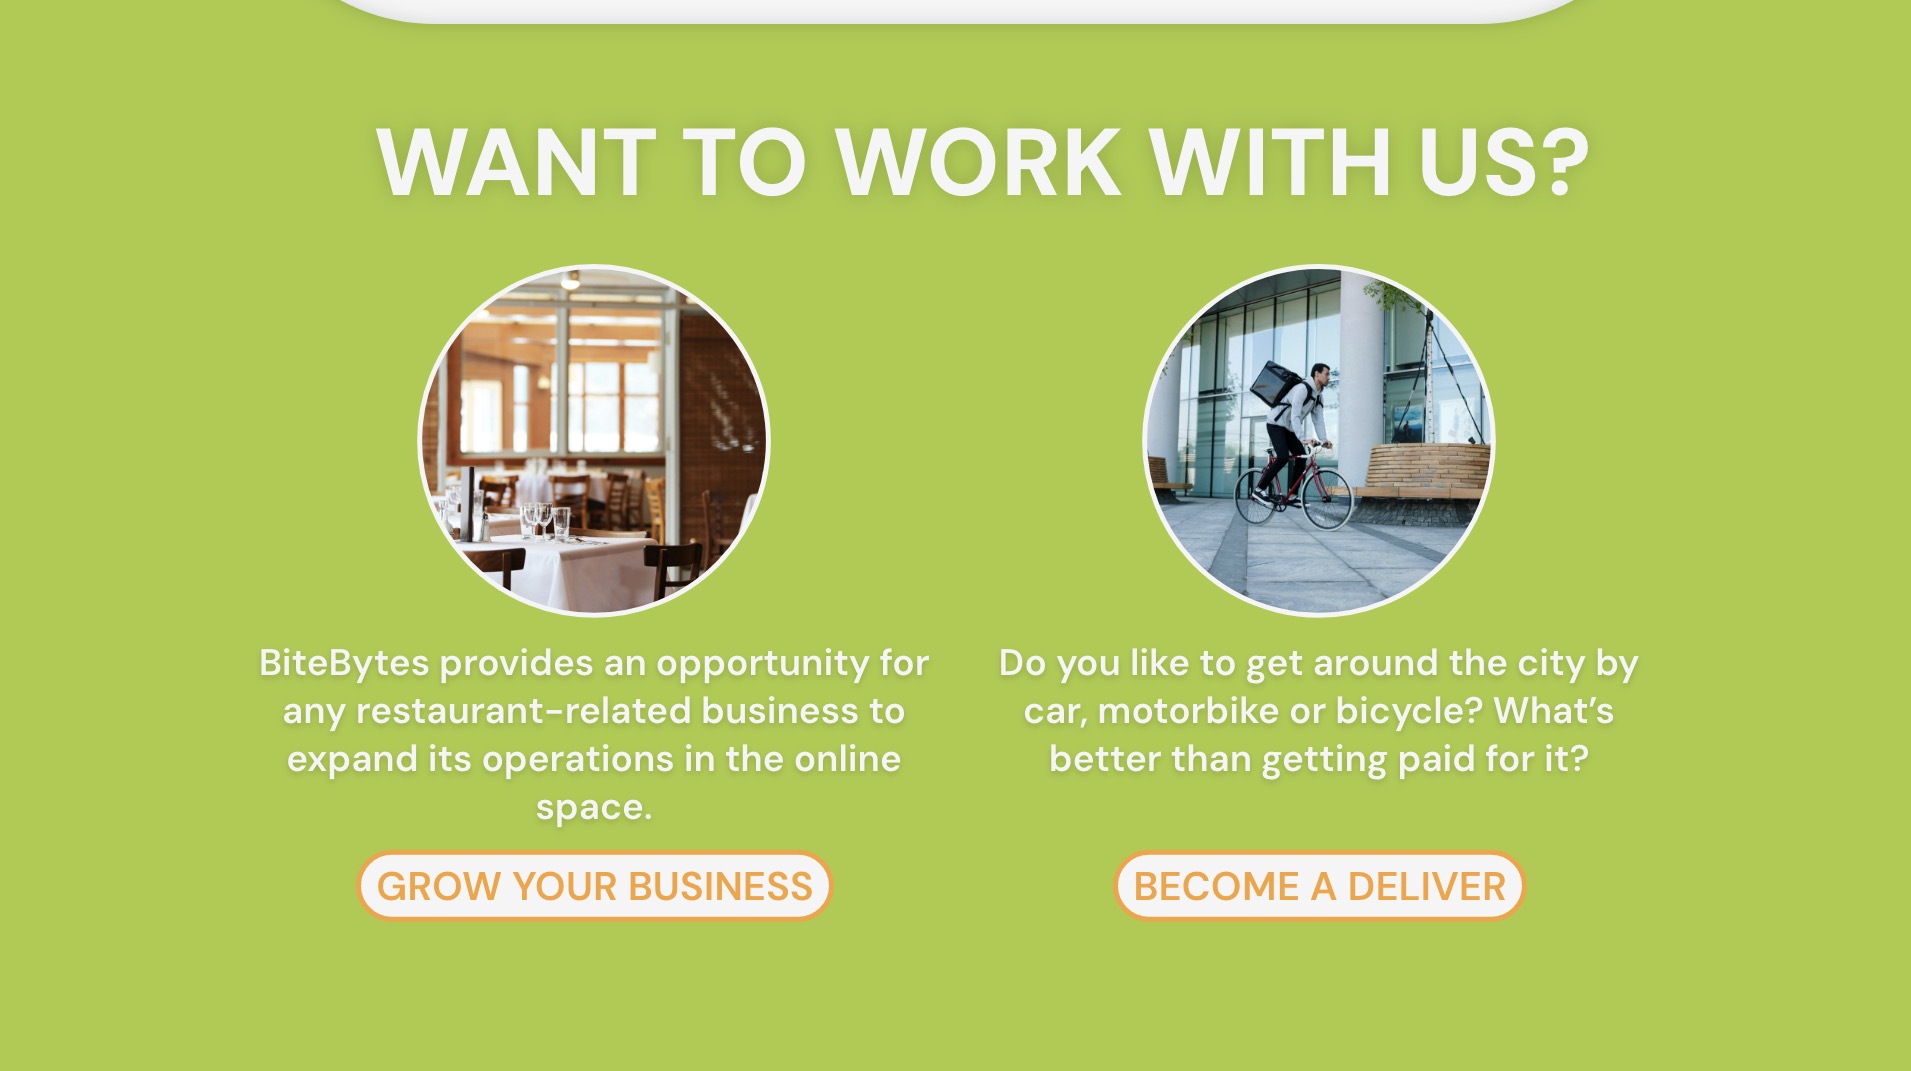 WANT TO WORK WITH US?
BiteBytes provides an opportunity for
any restaurant-related business to
expand its operations in the online
space.
GROW YOUR BUSINESS
Do you like to get around the city by
car, motorbike or bicycle? What’s
better than getting paid for it?
BECOME A DELIVER